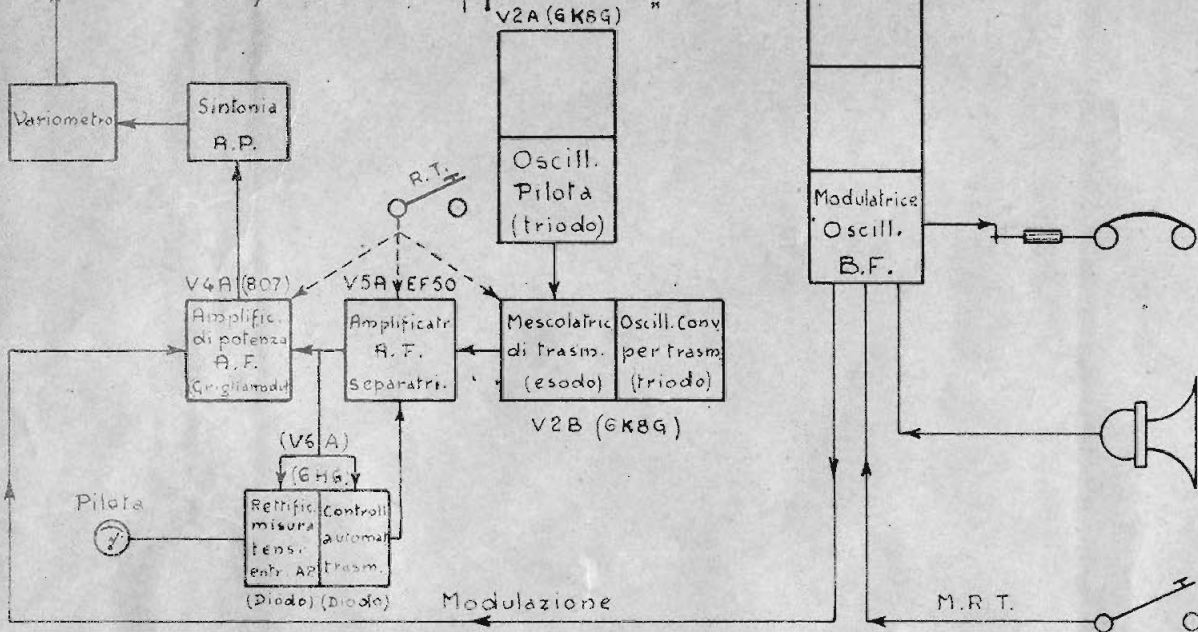 V2A (6K8G)
Variometro
Sintonia
A.P.
Oscill.
Pilota
(triodo)
R.T.
Modulatrice
Oscill.
B.F.
V4A (807)
Amplific.
di potenza
A.F.
V5A EF50
Amplificatr
A.F.
separatri.
Mescolatric
di trasm.
(esodo)
Oscill. Conv.
per trasm.
(triodo)
V2B (6K8G)
(V6 A)
(6H6
Pilota
Rettific.
misura
tens.
entr. AP
Controll
automat
trasm.
(Diodo) (Diodo)
Modulazione
M.R.T.